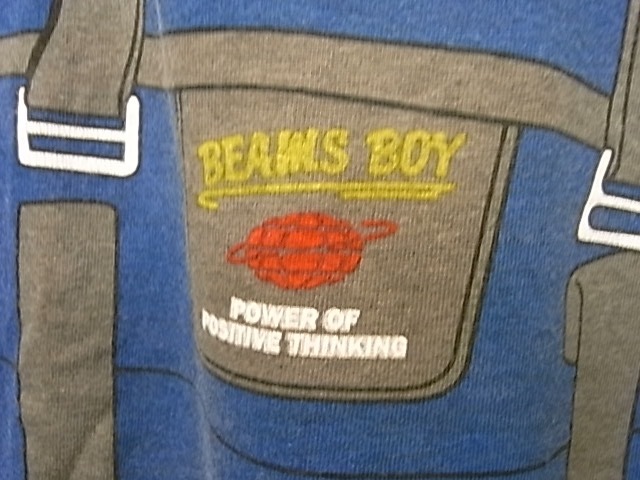 BEAMS BOY
POWER OF
POSITIVE THINKING